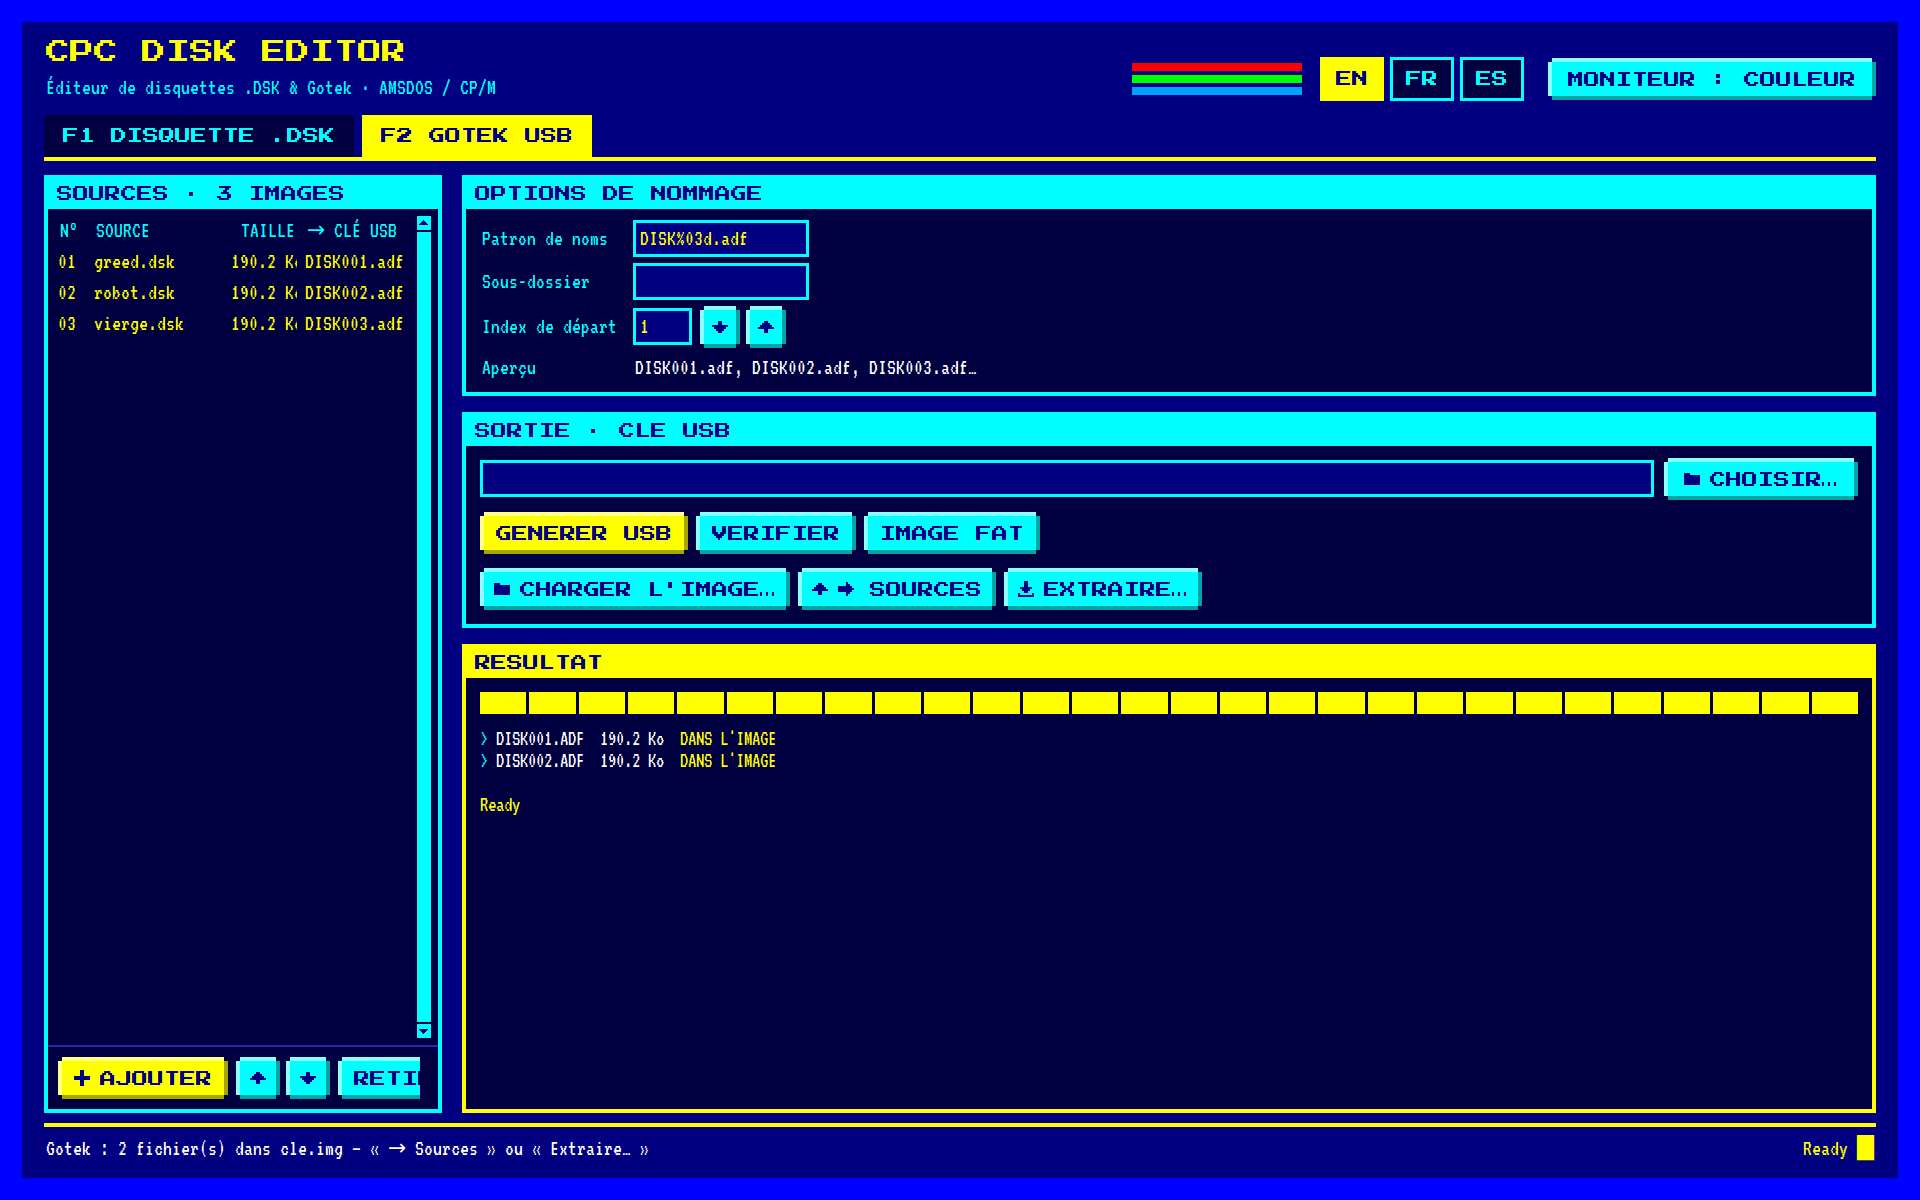 CPC DISK EDITOR
Éditeur de disquettes .DSK & Gotek · AMSDOS / CP/M
EN FR ES MONITEUR : COULEUR
F1 DISQUETTE .DSK F2 GOTEK USB
SOURCES · 3 IMAGES
N° SOURCE TAILLE → CLÉ USB
01 greed.dsk 190.2 DISK001.adf
02 robot.dsk 190.2 DISK002.adf
03 vierge.dsk 190.2 DISK003.adf
+ AJOUTER
OPTIONS DE NOMMAGE
Patron de noms DISK%03d.adf
Sous-dossier
Index de départ 1
Aperçu DISK001.adf, DISK002.adf, DISK003.adf…
SORTIE · CLE USB
CHOISIR…
GENERER USB VERIFIER IMAGE FAT
CHARGER L'IMAGE… SOURCES EXTRAIRE…
RESULTAT
> DISK001.ADF 190.2 Ko DANS L'IMAGE
> DISK002.ADF 190.2 Ko DANS L'IMAGE
Ready
Gotek : 2 fichier(s) dans cle.img — « → Sources » ou « Extraire… »
Ready